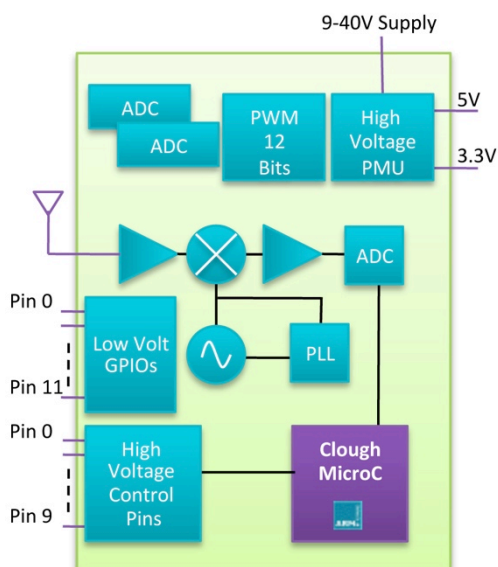 9-40V Supply
ADC
ADC
PWM
12
Bits
High
Voltage
PMU
5V
3.3V
ADC
Pin 0
Low Volt
GPIOs
PLL
Pin 11
Pin 0
High
Voltage
Control
Pins
Pin 9
Clough
MicroC